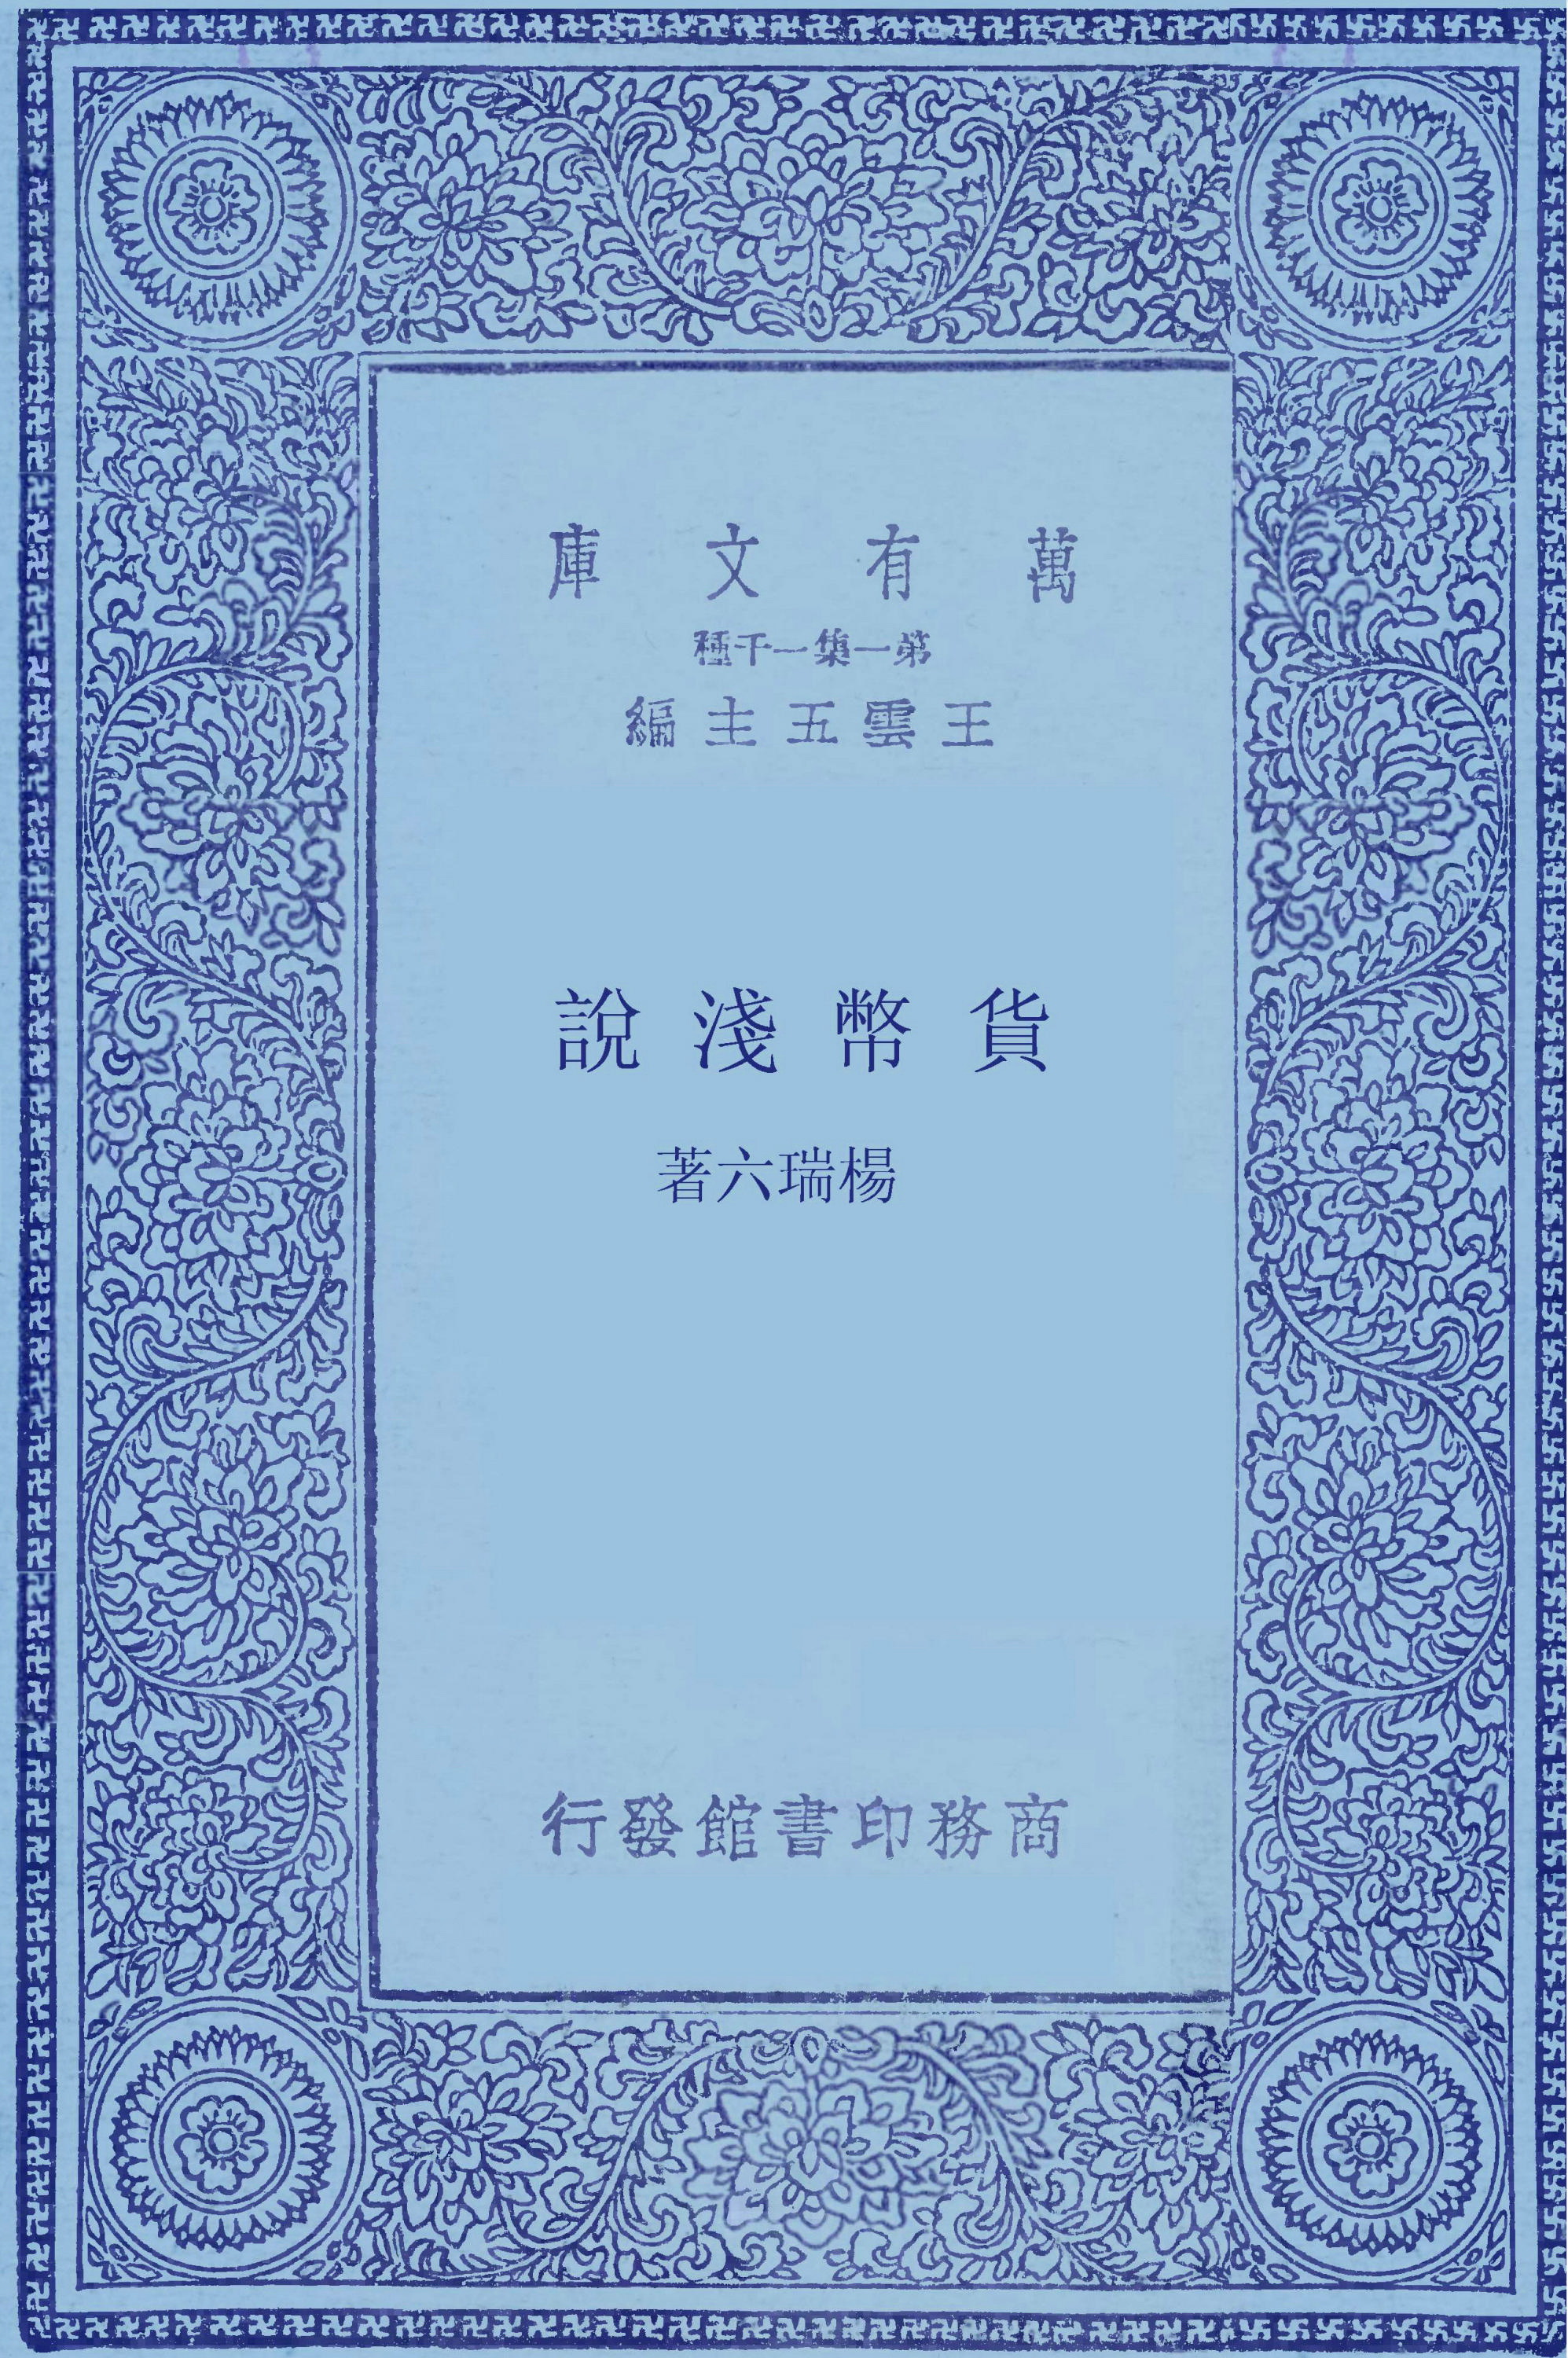 萬有文庫
第一集一千種
王雲五主編
貨幣淺說
楊瑞六著
商務印書館發行